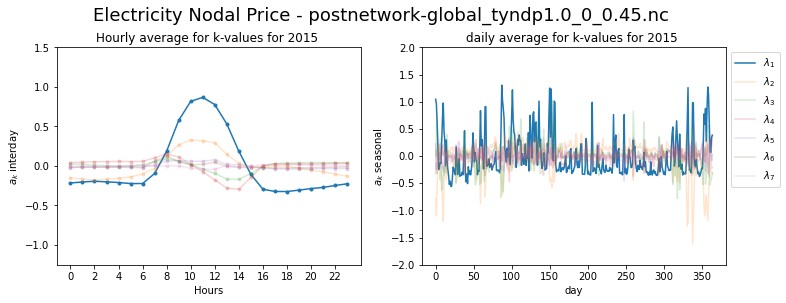 Electricity Nodal Price - postnetwork-global_tyndp1.0_0_0.45.nc
Hourly average for k-values for 2015
1.5
1.0
0.5
0.0
−0.5
−1.0
a_k interday
0 2 4 6 8 10 12 14 16 18 20 22
Hours
daily average for k-values for 2015
2.0
1.5
1.0
0.5
0.0
−0.5
−1.0
−1.5
−2.0
a_k seasonal
0 50 100 150 200 250 300 350
day
λ₁
λ₂
λ₃
λ₄
λ₅
λ₆
λ₇